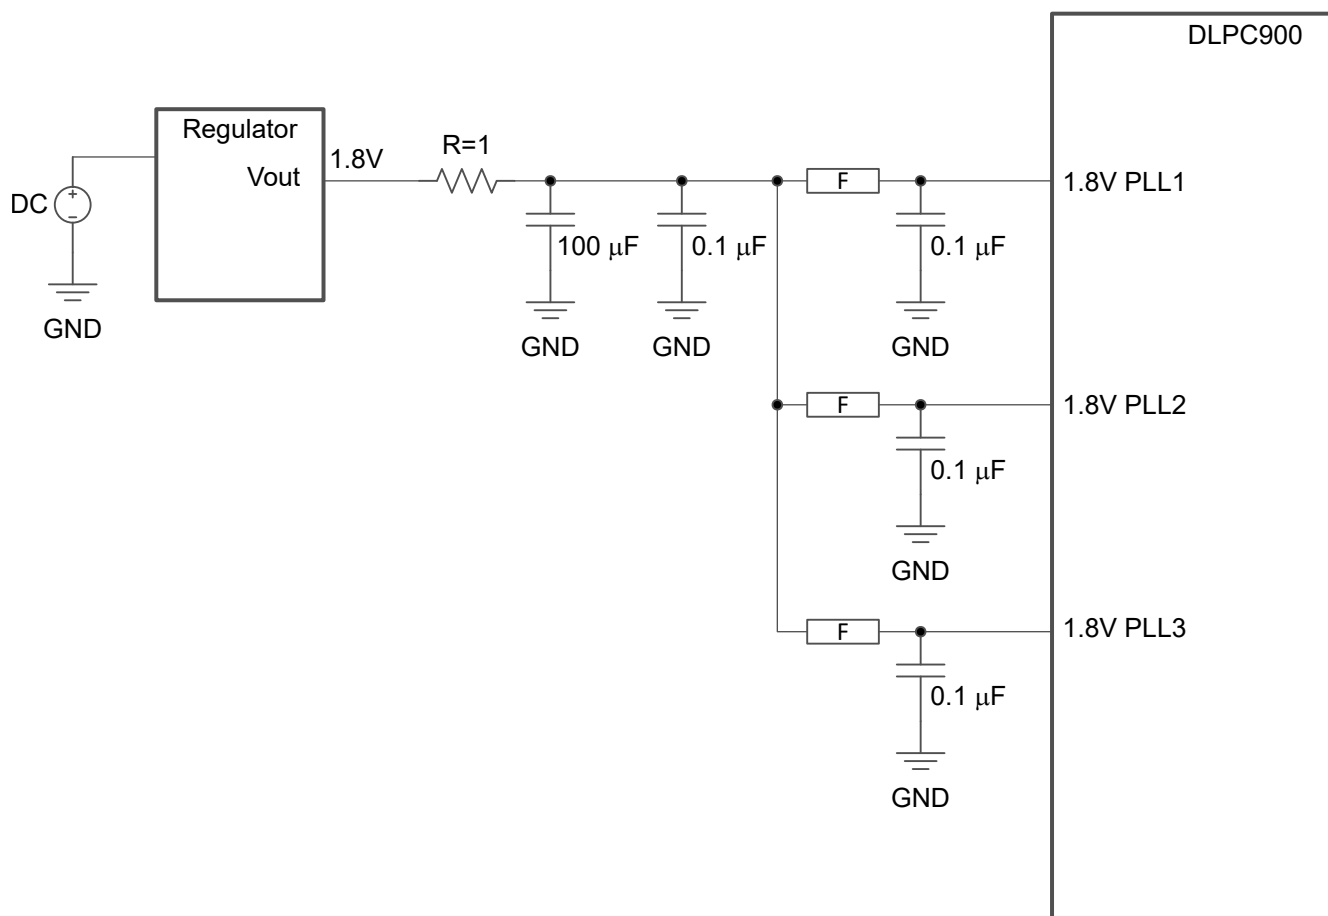 DLPC900
Regulator
Vout
1.8V
R=1
DC
+
-
GND
F
1.8V PLL1
100 μF
0.1 μF
0.1 μF
GND
GND
GND
F
1.8V PLL2
0.1 μF
GND
F
1.8V PLL3
0.1 μF
GND